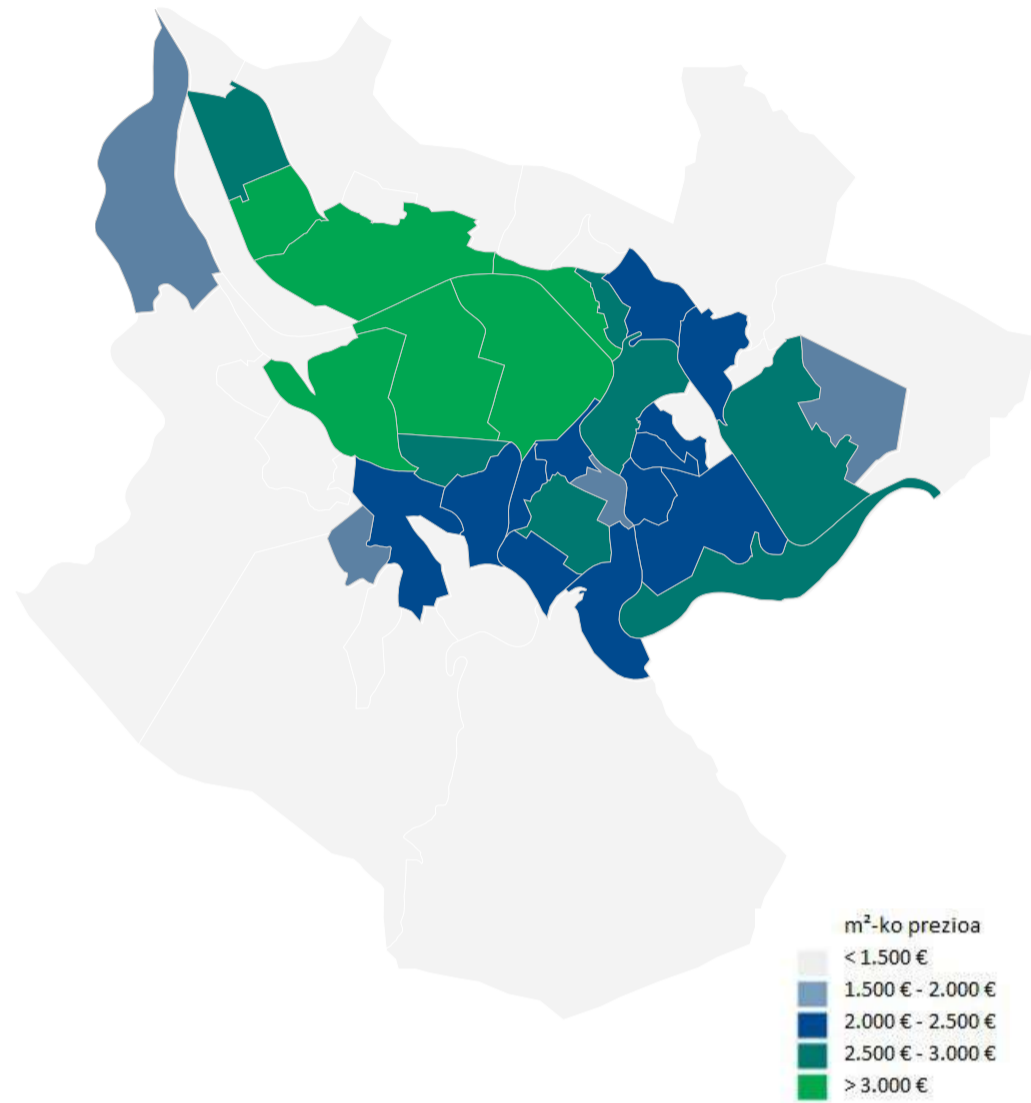 m²-ko prezioa
< 1.500 €
1.500 € - 2.000 €
2.000 € - 2.500 €
2.500 € - 3.000 €
> 3.000 €